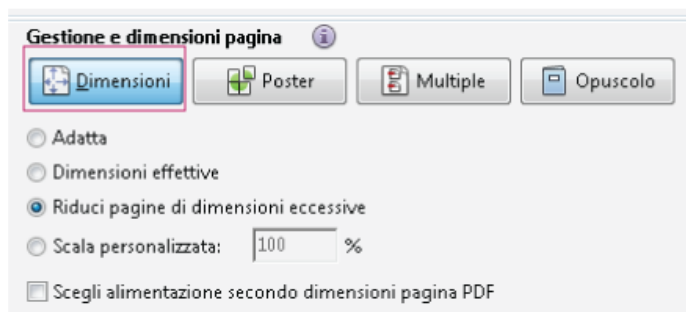 Gestione e dimensioni pagina
Dimensioni Poster Multiple Opuscolo
Adatta
Dimensioni effettive
Riduci pagine di dimensioni eccessive
Scala personalizzata: 100 %
Scegli alimentazione secondo dimensioni pagina PDF